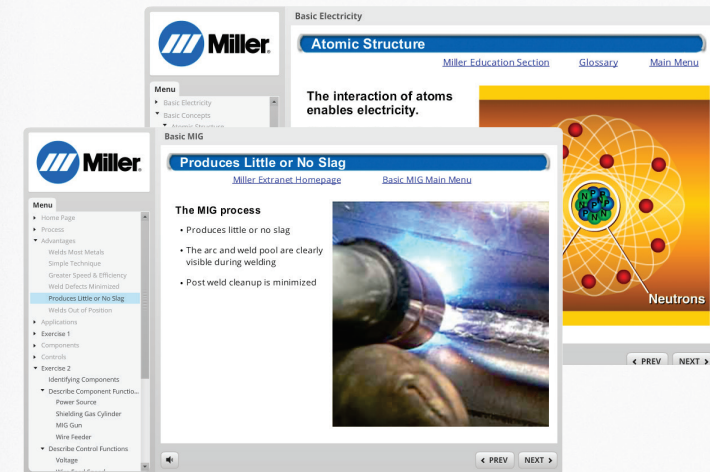 Basic Electricity
Miller
Atomic Structure
Miller Education Section
Glossary
Main Menu
Menu
Basic Electricity
Basic Concepts
Atomic Structure
The interaction of atoms
enables electricity.
N
P
N
P
N
P
P
N
N
Neutrons
PREV
NEXT
Basic MIG
Miller
Produces Little or No Slag
Miller Extranet Homepage
Basic MIG Main Menu
Menu
Home Page
Process
Advantages
Welds Most Metals
Simple Technique
Greater Speed & Efficiency
Weld Defects Minimized
Produces Little or No Slag
Welds Out of Position
Applications
Exercise 1
Components
Controls
Exercise 2
Identifying Components
Describe Component Functio...
Power Source
Shielding Gas Cylinder
MIG Gun
Wire Feeder
Describe Control Functions
Voltage
Wire Feed Speed
The MIG process
• Produces little or no slag
• The arc and weld pool are clearly
visible during welding
• Post weld cleanup is minimized
PREV
NEXT